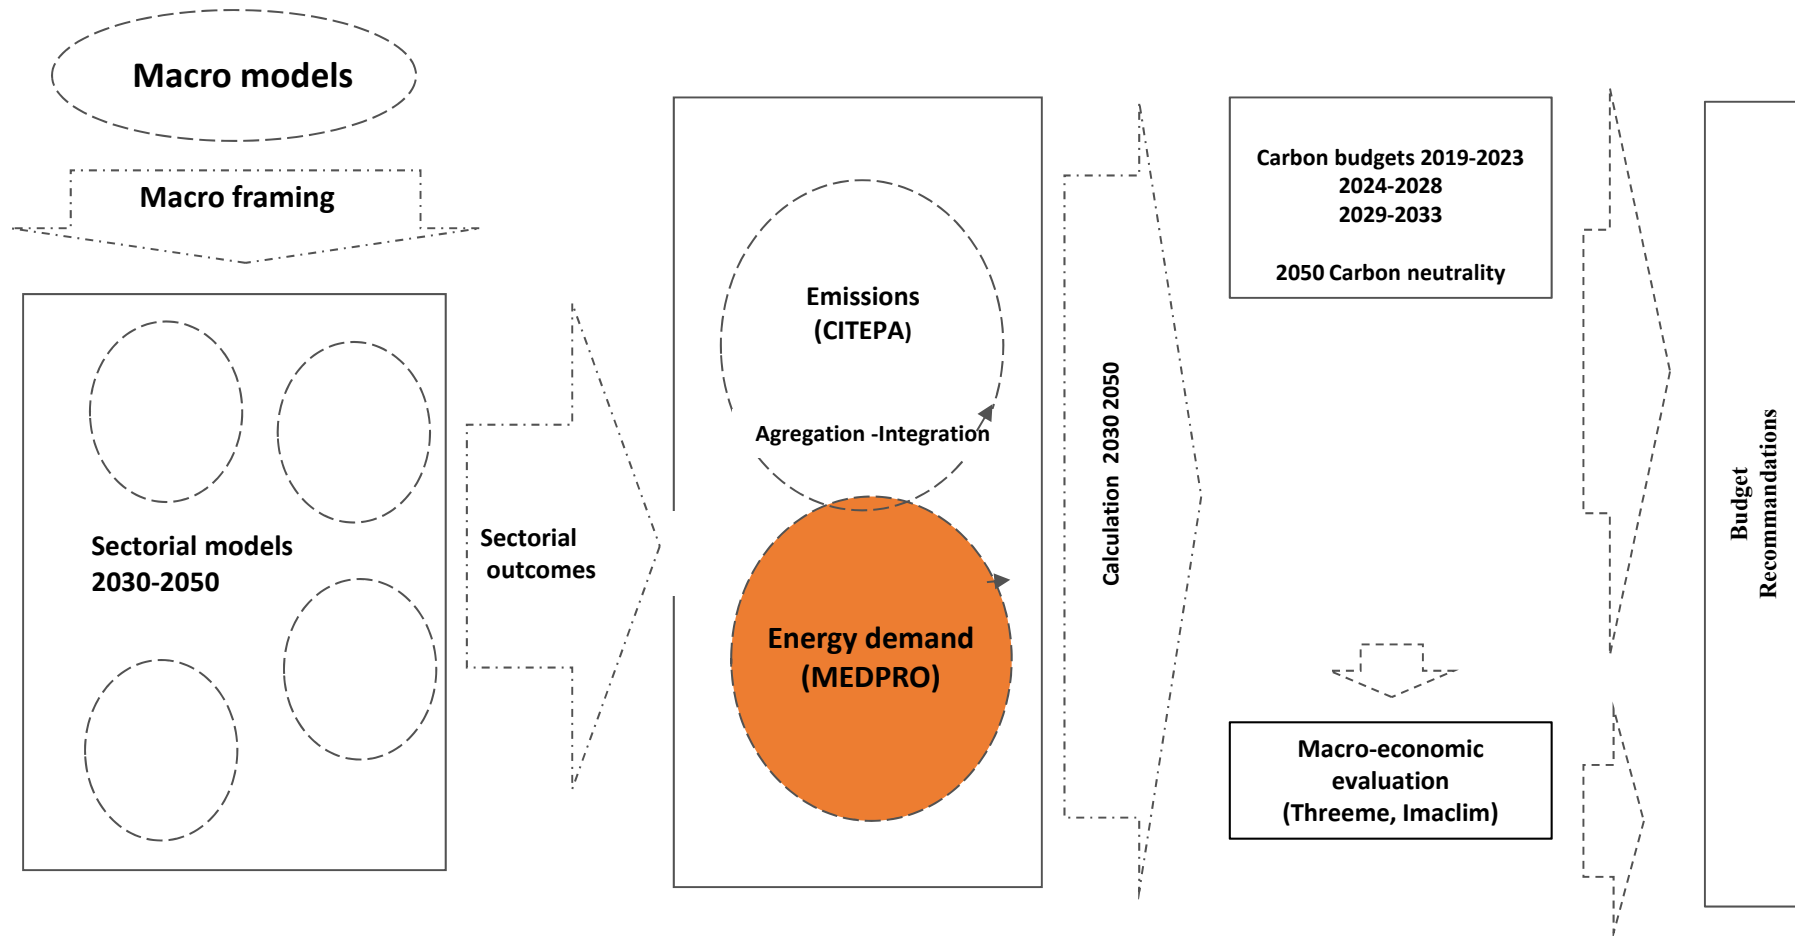 Macro models
Macro framing
Sectorial models
2030-2050
Sectorial
outcomes
Emissions
(CITEPA)
Agregation -Integration
Energy demand
(MEDPRO)
Calculation 2030 2050
Carbon budgets 2019-2023
2024-2028
2029-2033
2050 Carbon neutrality
Macro-economic
evaluation
(Threeme, Imaclim)
Budget
Recommandations